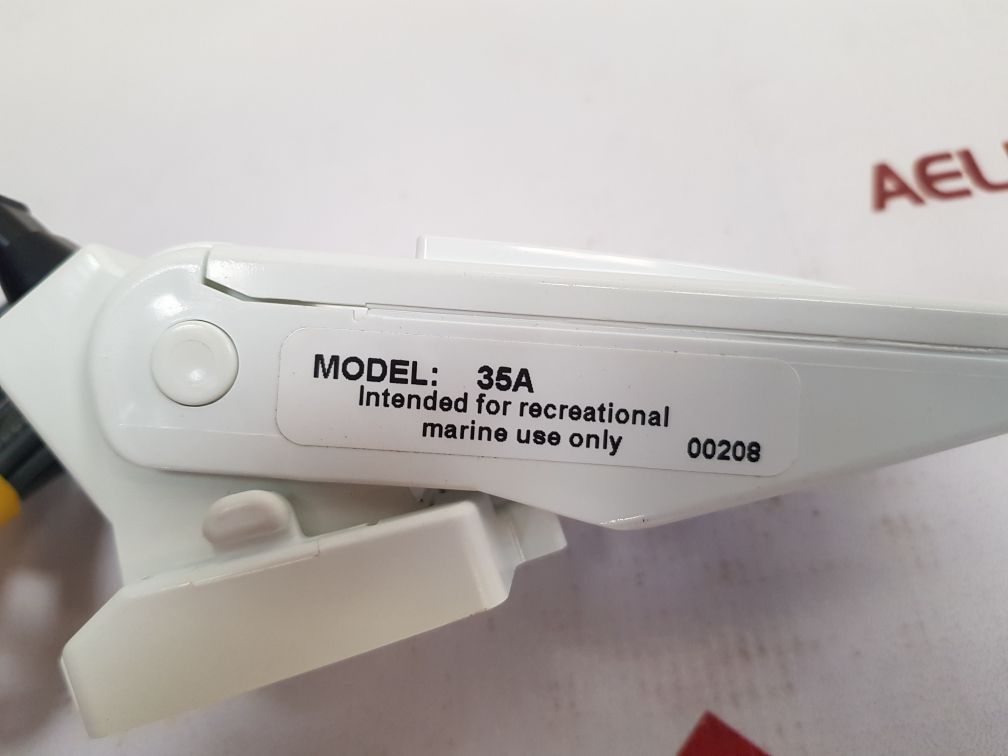 AEL
MODEL: 35A
Intended for recreational
marine use only 00208